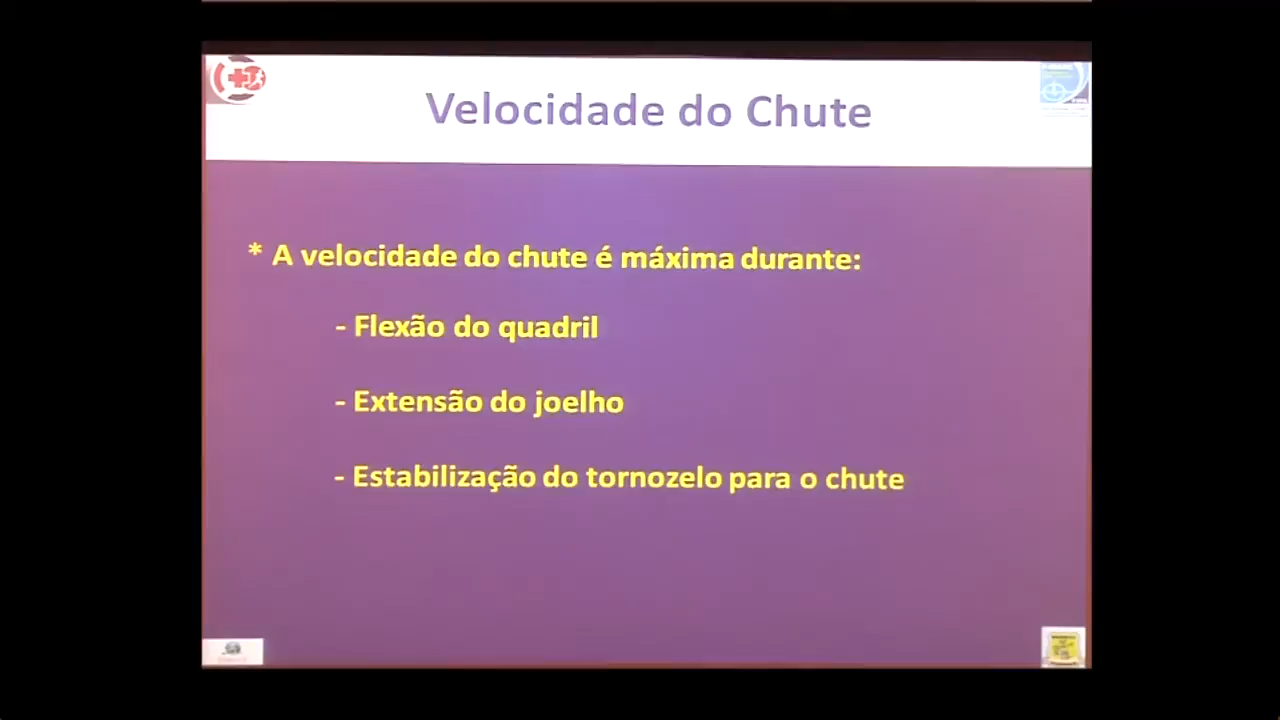 Velocidade do Chute
* A velocidade do chute é máxima durante:
- Flexão do quadril
- Extensão do joelho
- Estabilização do tornozelo para o chute